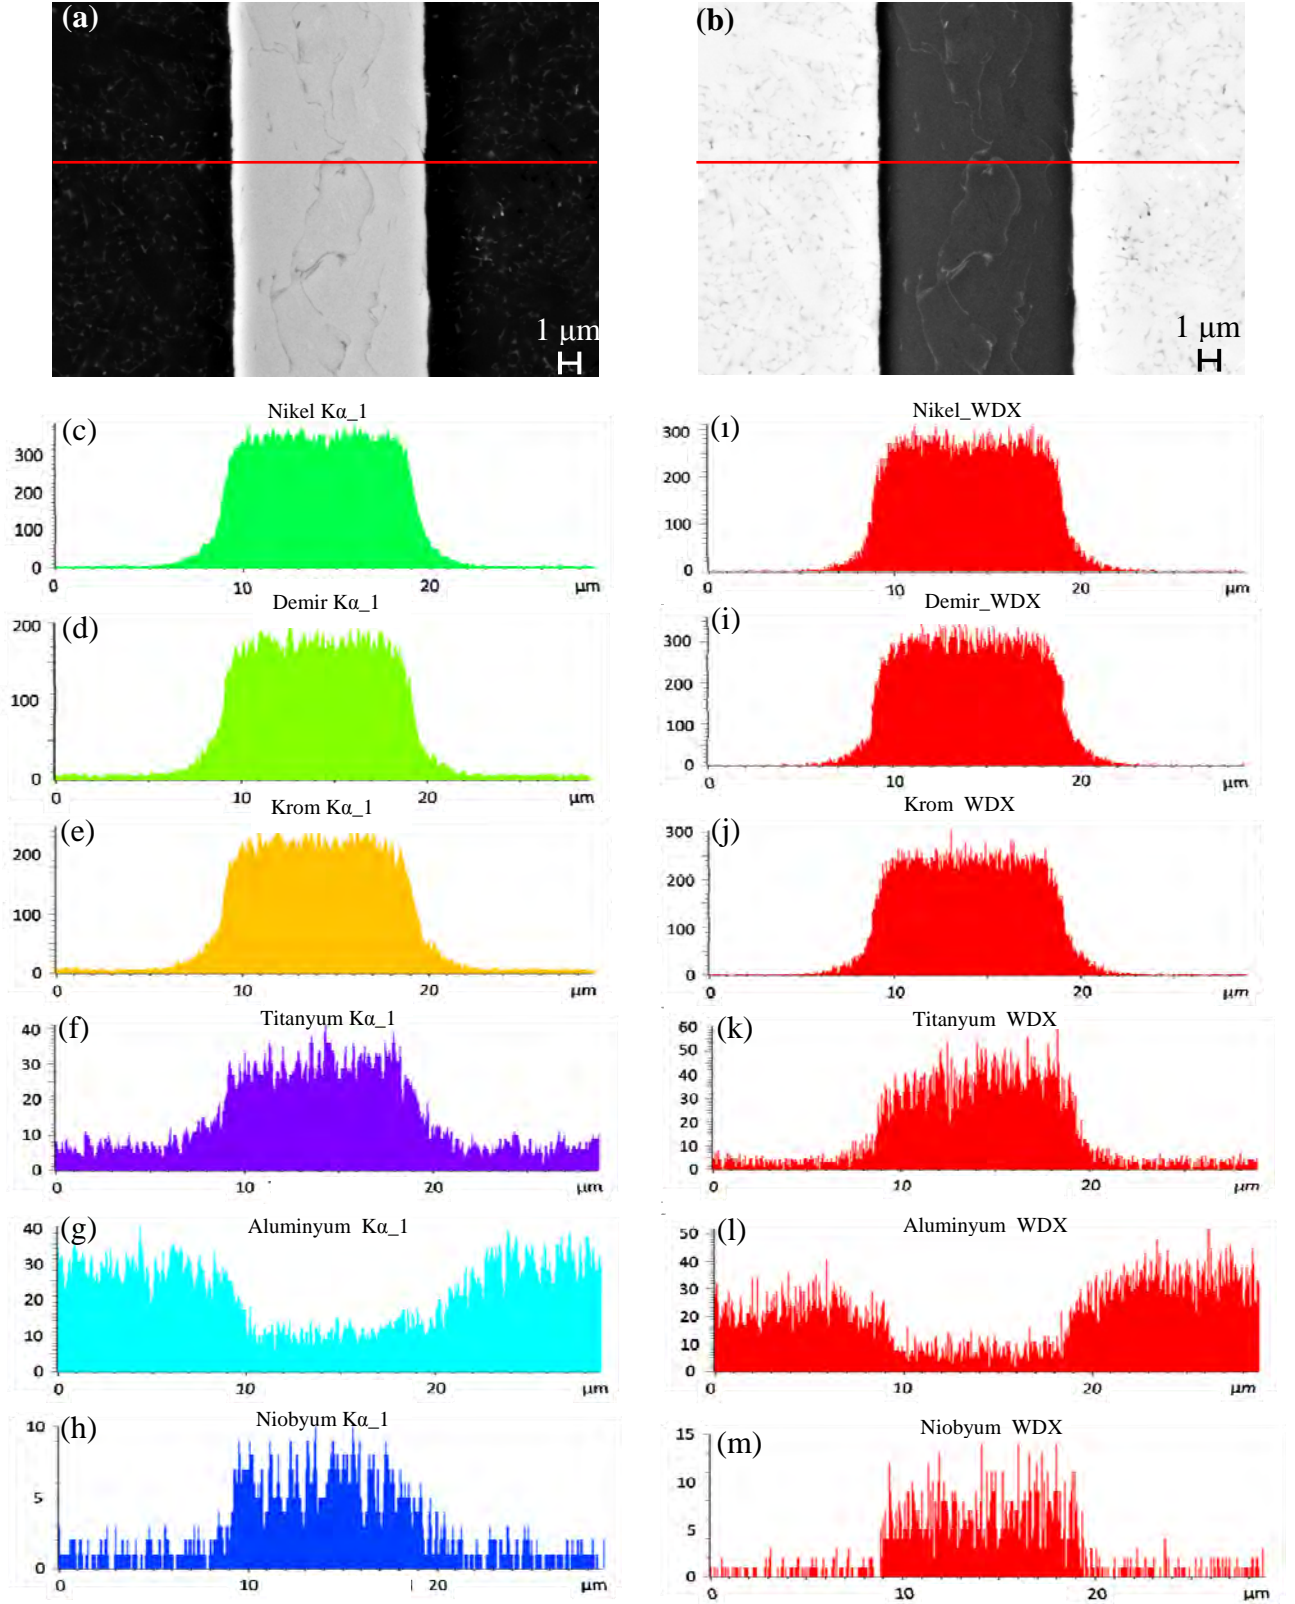 (a)
(b)
1 μm
1 μm
Nikel Kα_1
(c)
300
200
100
0
0
10
20
μm
Nikel_WDX
(ı)
300
200
100
0
0
10
20
μm
Demir Kα_1
(d)
200
100
0
0
10
20
μm
Demir_WDX
(i)
300
200
100
0
0
10
20
μm
Krom Kα_1
(e)
200
100
0
0
10
20
μm
Krom WDX
(j)
300
200
100
0
0
10
20
μm
Titanyum Kα_1
(f)
40
30
20
10
0
0
10
20
μm
Titanyum WDX
(k)
60
50
40
30
20
10
0
0
10
20
μm
Aluminyum Kα_1
(g)
40
30
20
10
0
0
10
20
μm
Aluminyum WDX
(l)
50
40
30
20
10
0
0
10
20
μm
Niobyum Kα_1
(h)
10
5
0
0
10
20
μm
Niobyum WDX
(m)
15
10
5
0
0
10
20
μm